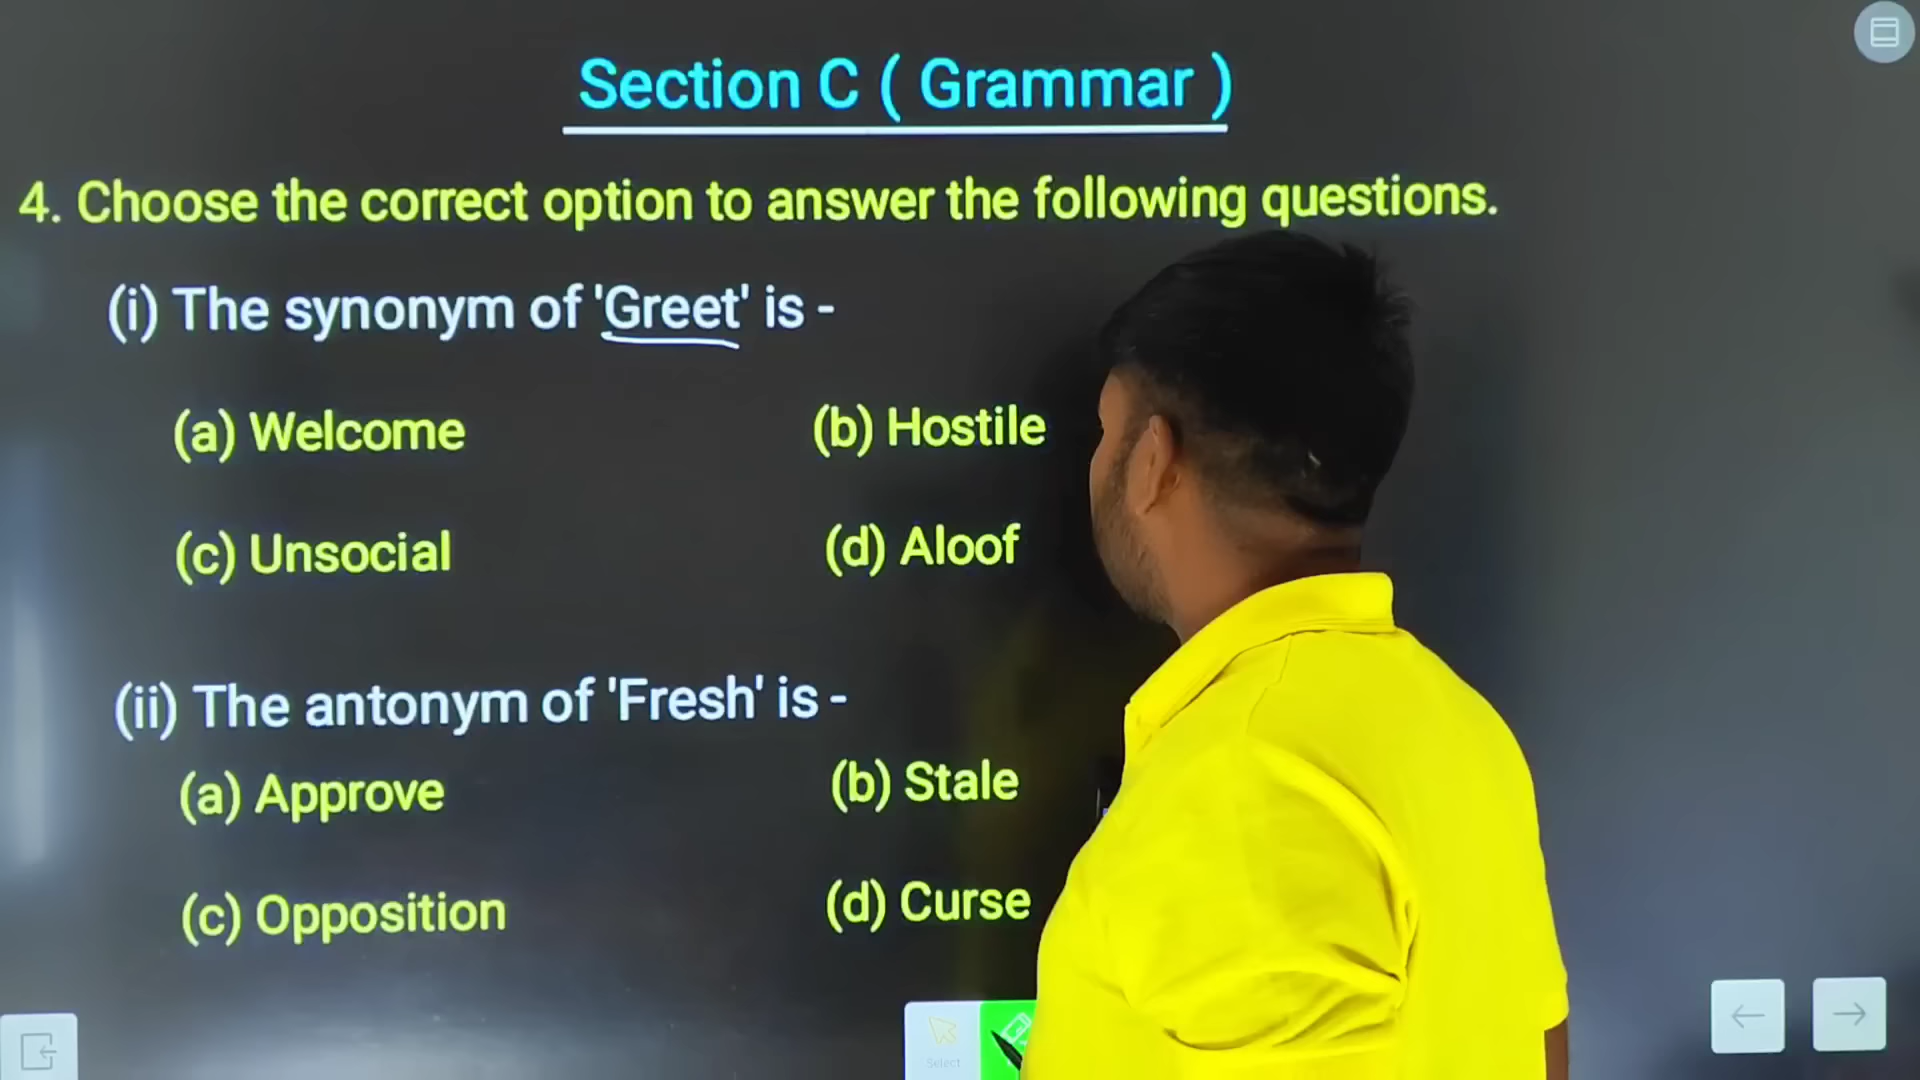 Section C ( Grammar )
4. Choose the correct option to answer the following questions.
(i) The synonym of 'Greet' is -
(a) Welcome (b) Hostile
(c) Unsocial (d) Aloof
(ii) The antonym of 'Fresh' is -
(a) Approve (b) Stale
(c) Opposition (d) Curse
Select